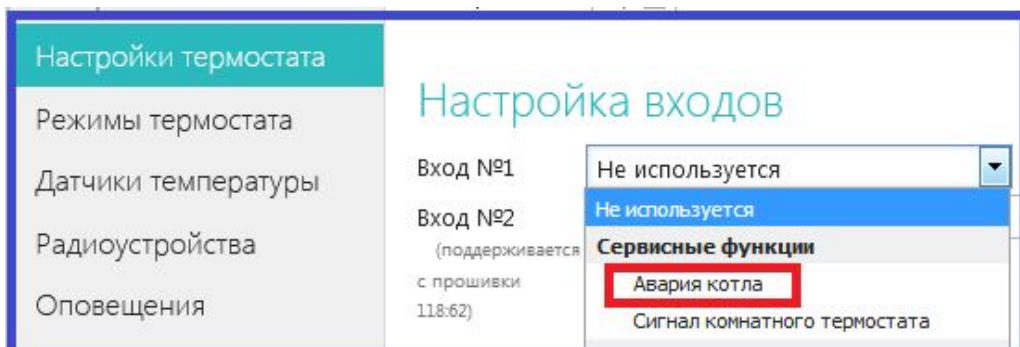 Настройки термостата
Режимы термостата
Датчики температуры
Радиоустройства
Оповещения
Настройка входов
Вход №1
Не используется
Вход №2
(поддерживается
с прошивки
118:62)
Не используется
Сервисные функции
Авария котла
Сигнал комнатного термостата